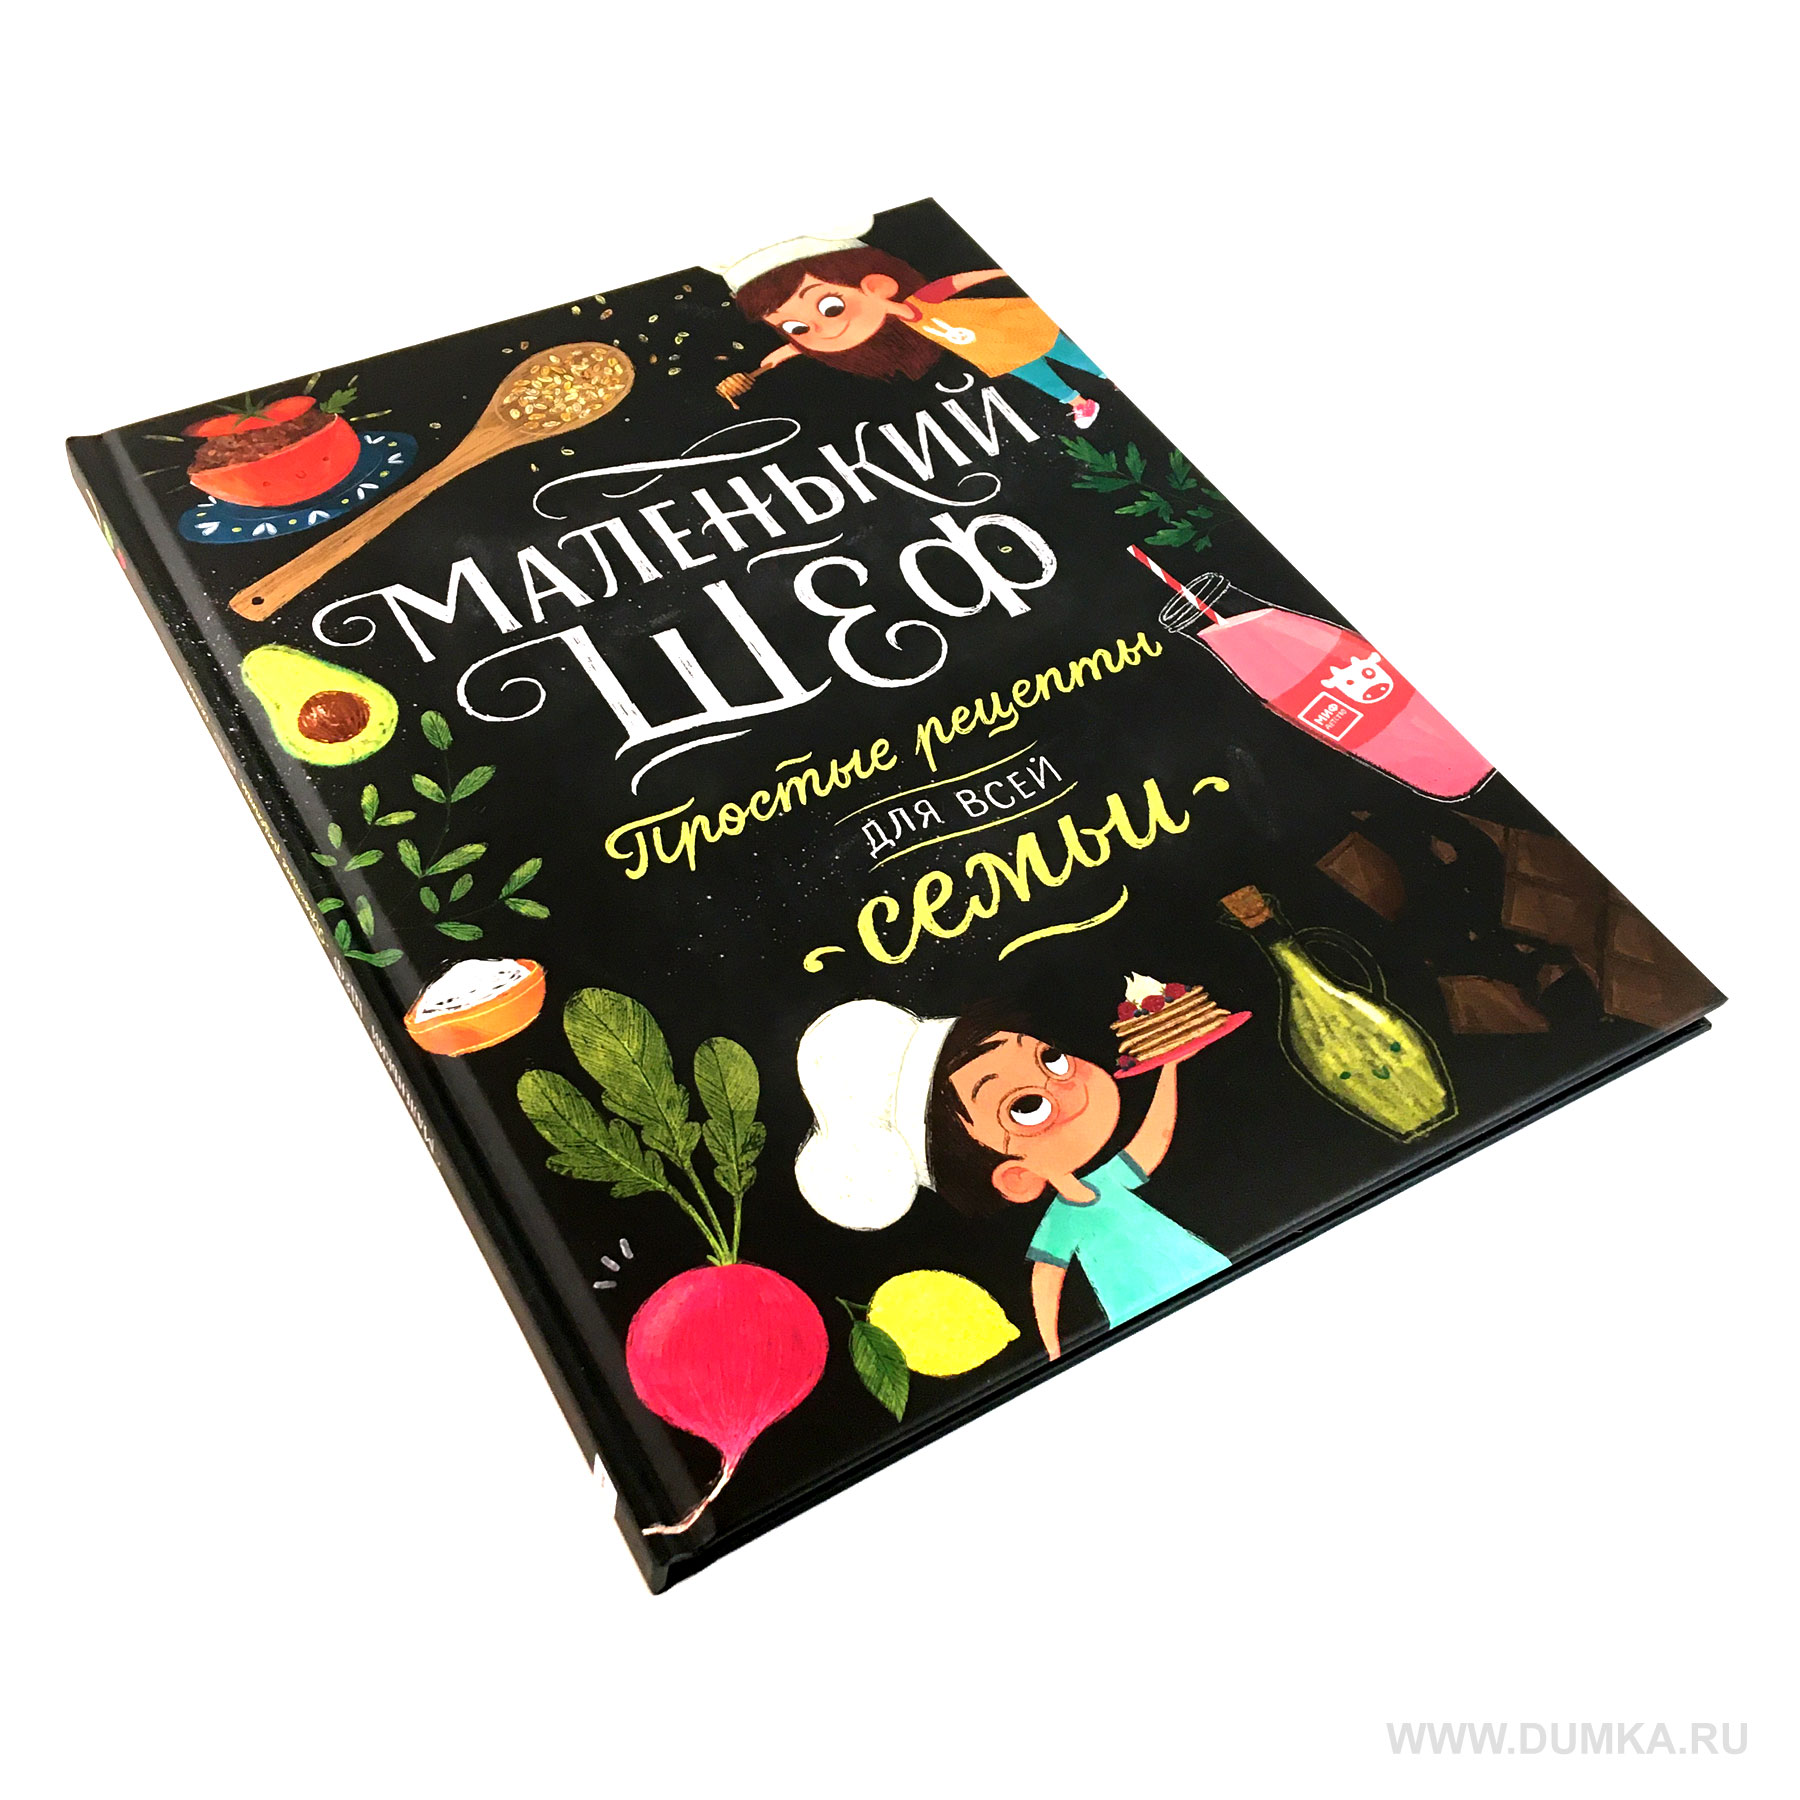 Маленький
шеф
Простые рецепты
для всей
семьи
МИФ
WWW.DUMKA.RU